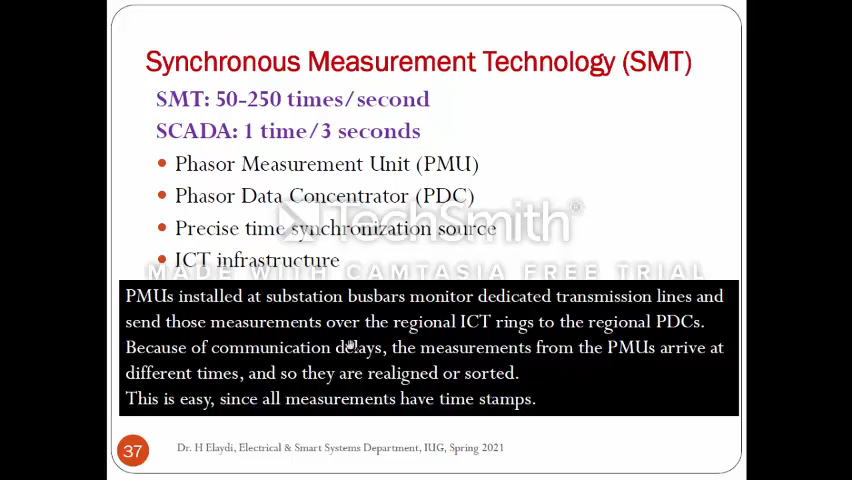 Synchronous Measurement Technology (SMT)
SMT: 50-250 times/second
SCADA: 1 time/3 seconds
• Phasor Measurement Unit (PMU)
• Phasor Data Concentrator (PDC)
• Precise time synchronization source
TechSmith®
• ICT infrastructure
MADE WITH CAMTASIA FREE TRIAL
PMUs installed at substation busbars monitor dedicated transmission lines and
send those measurements over the regional ICT rings to the regional PDCs.
Because of communication delays, the measurements from the PMUs arrive at
different times, and so they are realigned or sorted.
This is easy, since all measurements have time stamps.
37
Dr. H Elaydi, Electrical & Smart Systems Department, IUG, Spring 2021